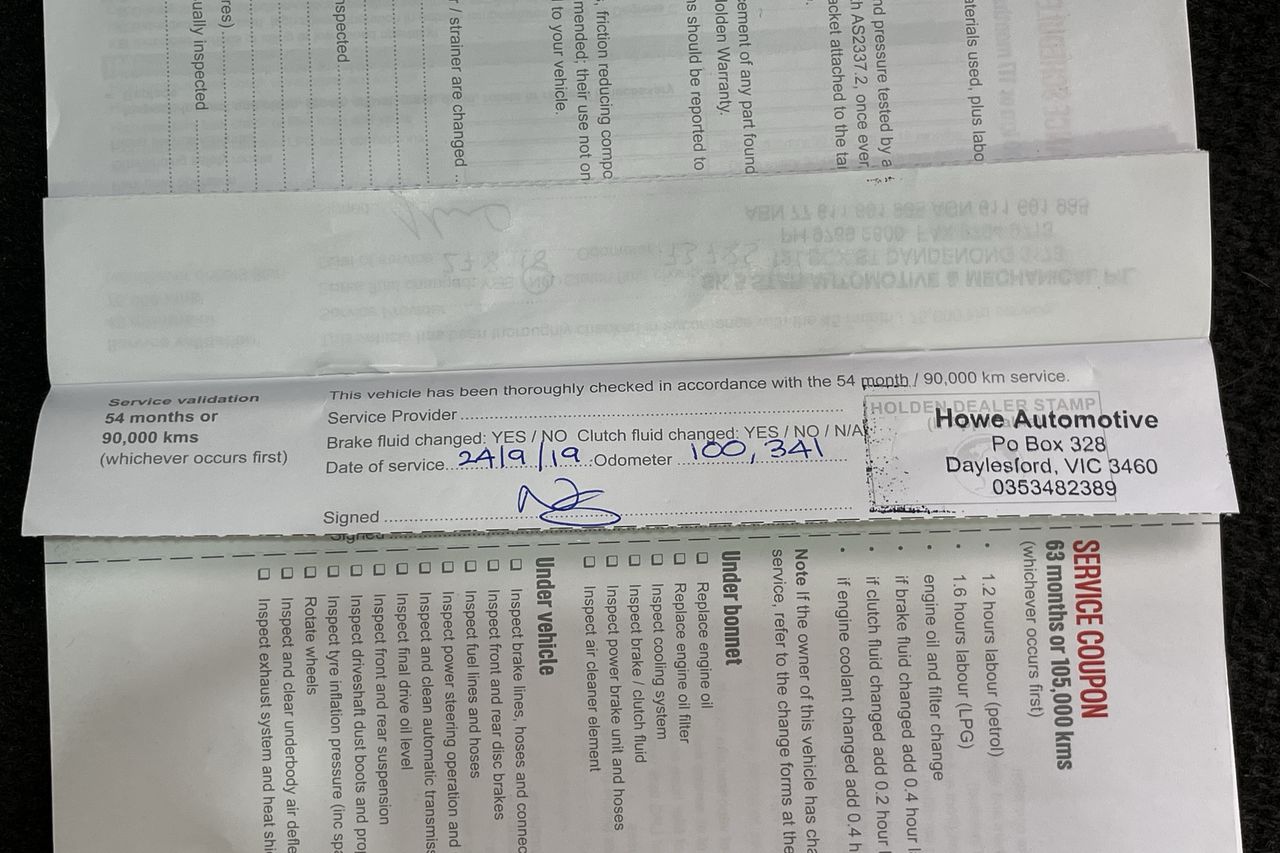 r / strainer are changed ..
nspected
res)
ually inspected
aterials used, plus labo
nd pressure tested by a
h AS2337.2, once ever
acket attached to the ta
cement of any part found
Holden Warranty.
ns should be reported to
, friction reducing compo
mended; their use not on
to your vehicle.
Service validation
54 months or
90,000 kms
(whichever occurs first)
This vehicle has been thoroughly checked in accordance with the 54 month / 90,000 km service.
Service Provider
Brake fluid changed: YES / NO Clutch fluid changed: YES / NO / N/A
Date of service 24/9/19 Odometer 100,341
Signed
HOLDEN DEALER STAMP
Howe Automotive
Po Box 328
Daylesford, VIC 3460
0353482389
Signed
SERVICE COUPON
63 months or 105,000 kms
(whichever occurs first)
• 1.2 hours labour (petrol)
• 1.6 hours labour (LPG)
engine oil and filter change
• if brake fluid changed add 0.4 hour l
• if clutch fluid changed add 0.2 hour l
• if engine coolant changed add 0.4 h
Note If the owner of this vehicle has cha
service, refer to the change forms at the
Under bonnet
❑ Replace engine oil
❑ Replace engine oil filter
❑ Inspect cooling system
❑ Inspect brake / clutch fluid
❑ Inspect power brake unit and hoses
❑ Inspect air cleaner element
Under vehicle
❑ Inspect brake lines, hoses and connec
❑ Inspect front and rear disc brakes
❑ Inspect fuel lines and hoses
❑ Inspect power steering operation and
❑ Inspect and clean automatic transmis
❑ Inspect final drive oil level
❑ Inspect front and rear suspension
❑ Inspect driveshaft dust boots and prop
❑ Inspect tyre inflation pressure (inc spa
❑ Rotate wheels
❑ Inspect and clear underbody air defle
❑ Inspect exhaust system and heat shie